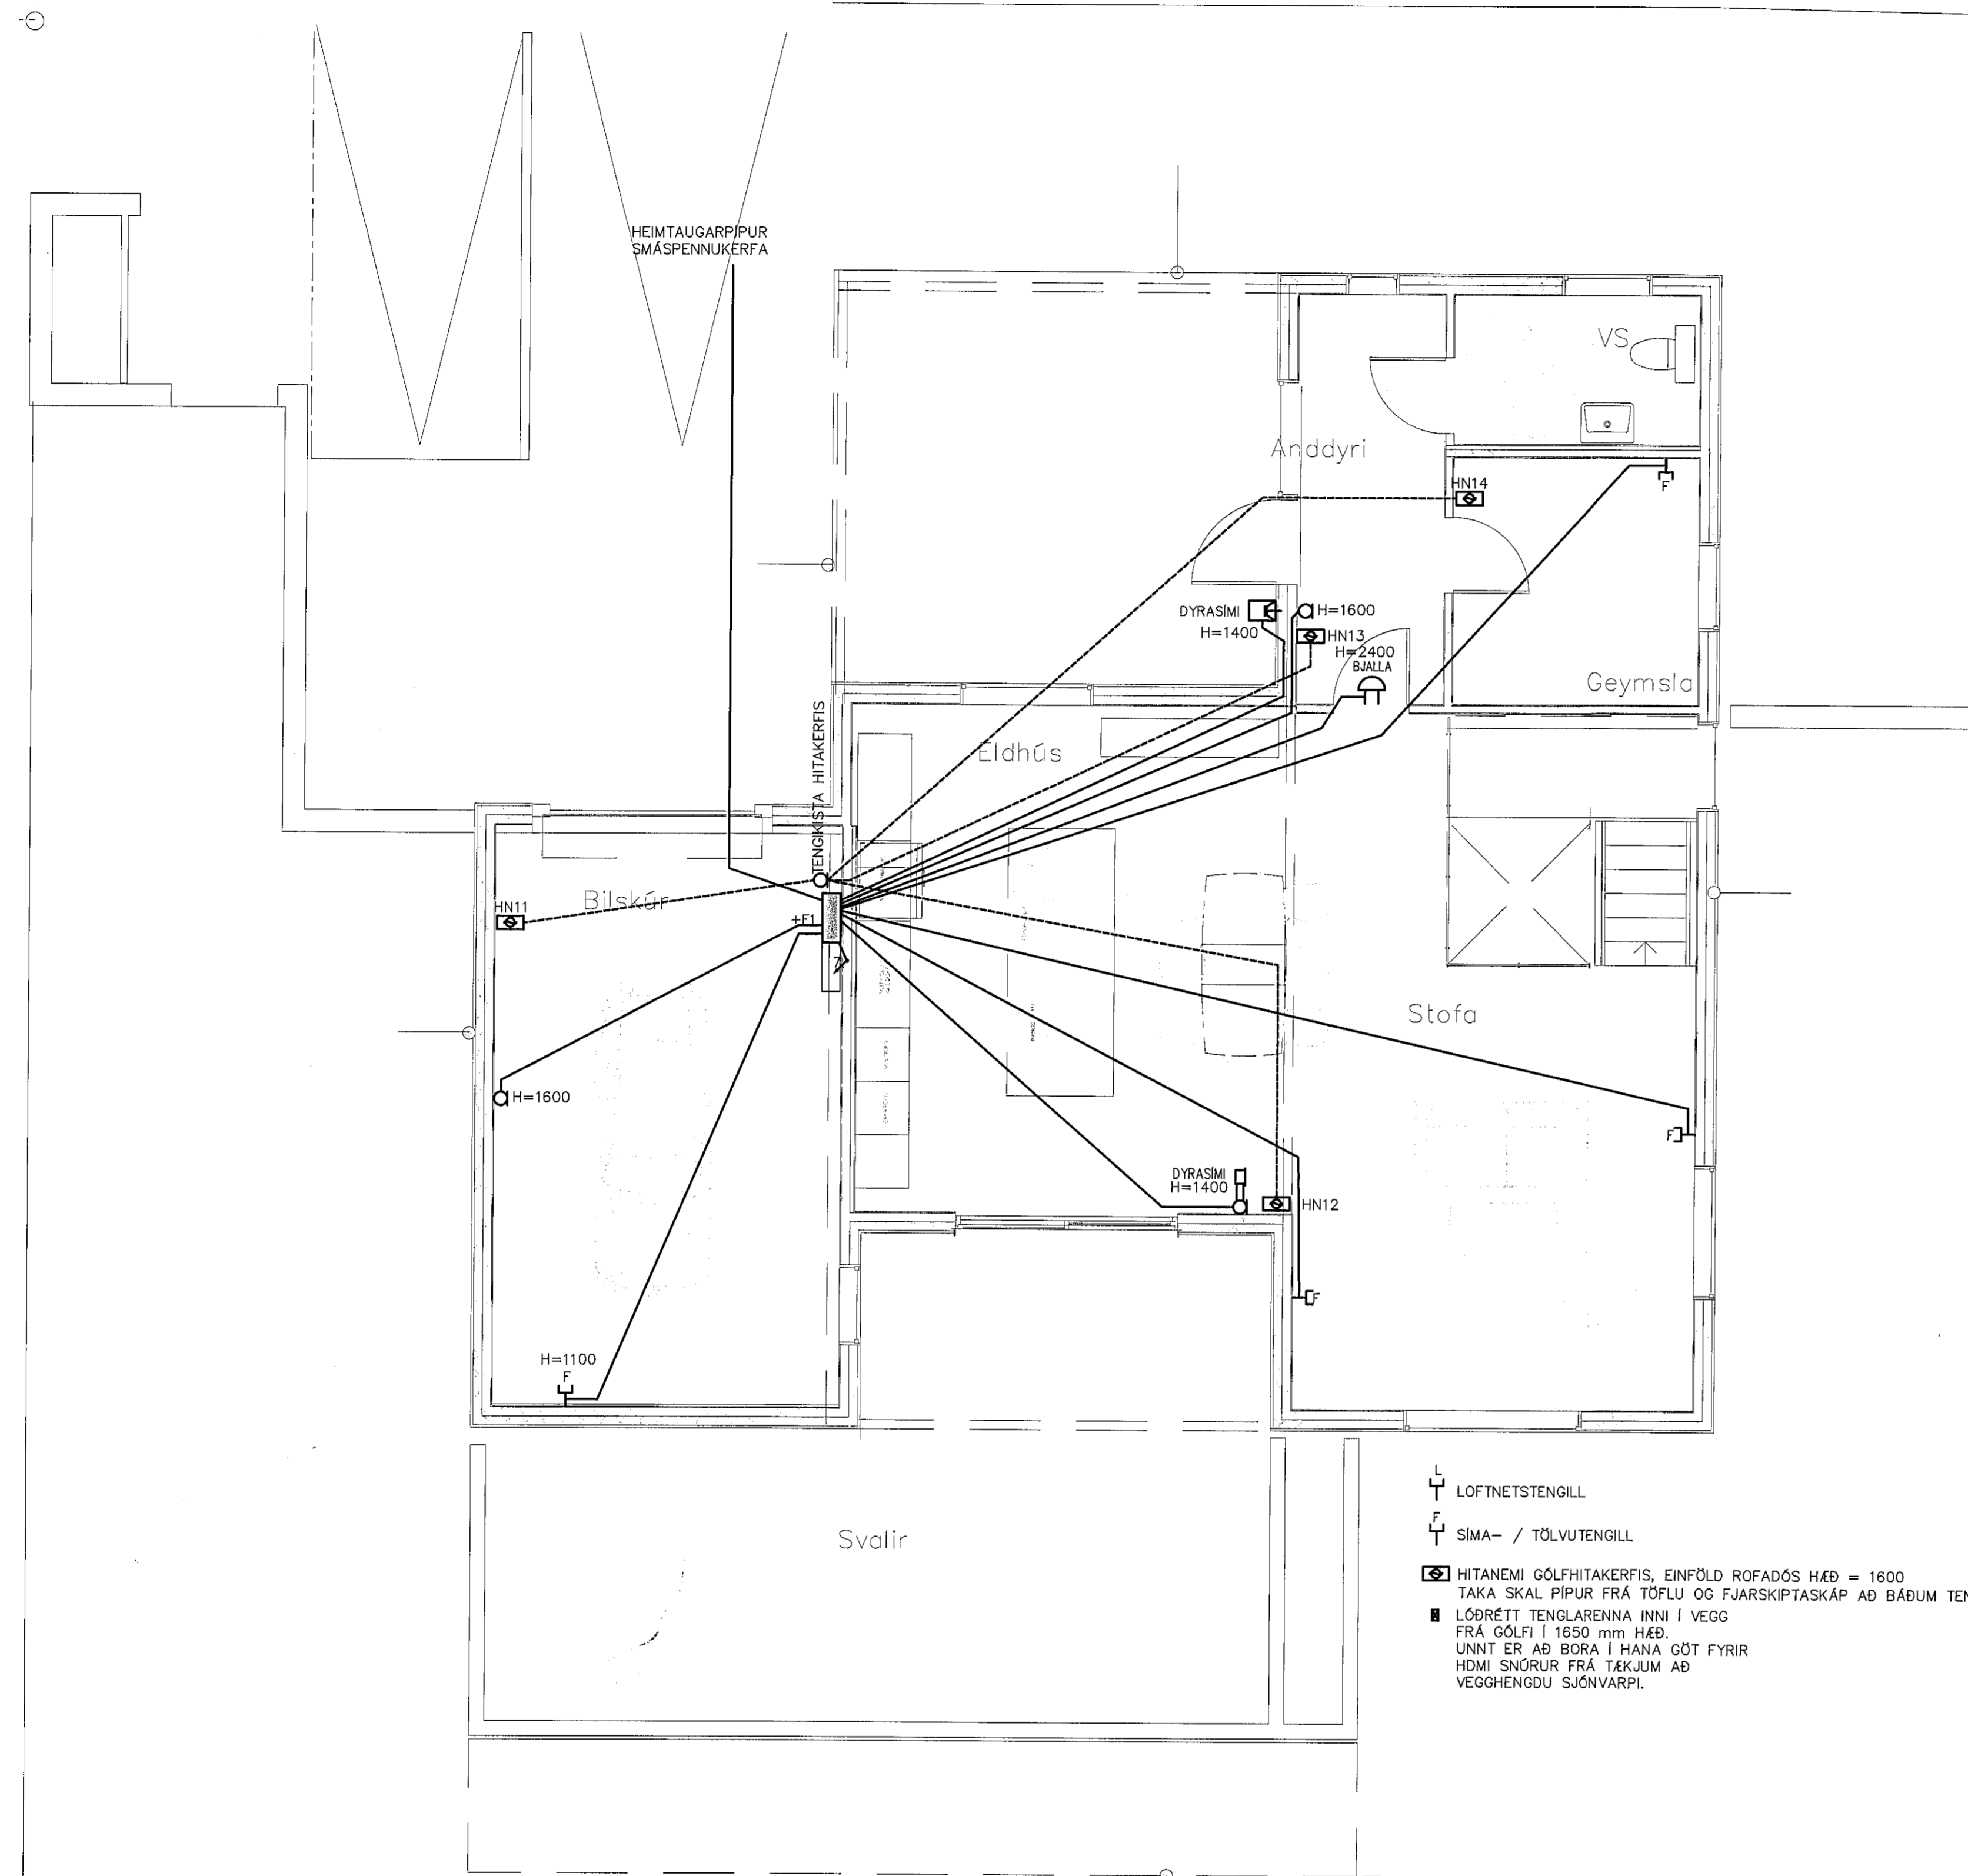 HEIMTAUGARPÍPUR
SMÁSPENNUKERFA
VS
Anddyri
F
HN14
DYRASÍMI
H=1400
H=1600
HN13
H=2400
BJALLA
Geymsla
TENGIKISTA HITAKERFIS
Eldhús
Bilskúr
HN11
+F1
H=1600
Stofa
F
DYRASÍMI
H=1400
HN12
F
H=1100
F
Svalir
L
LOFTNETSTENGILL
F
SÍMA- / TÖLVUTENGILL
HITANEMI GÓLFHITAKERFIS, EINFÖLD ROFADÓS HÆÐ = 1600
TAKA SKAL PÍPUR FRÁ TÖFLU OG FJARSKIPTASKÁP AÐ BÁÐUM TEN
LÓÐRÉTT TENGLARENNA INNI Í VEGG
FRÁ GÓLFI Í 1650 mm HÆÐ.
UNNT ER AÐ BORA Í HANA GÖT FYRIR
HDMI SNÚRUR FRÁ TÆKJUM AÐ
VEGGHENGDU SJÓNVARPI.